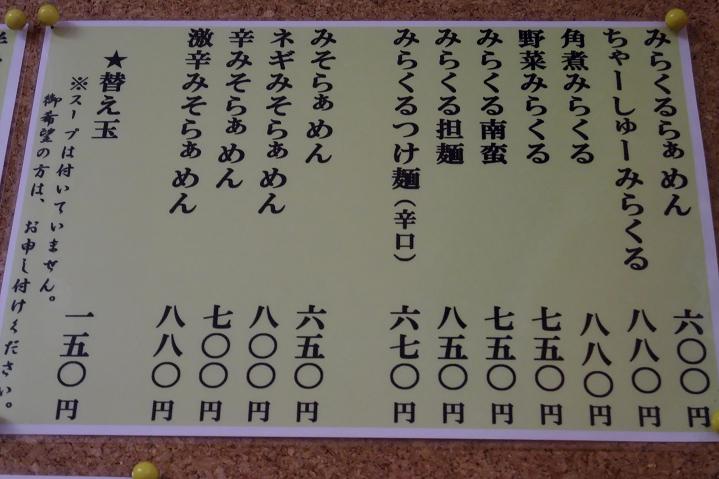 みらくるらぁめん 六〇〇円
ちゃーしゅーみらくる 八八〇円
角煮みらくる 八八〇円
野菜みらくる 七五〇円
みらくる南蛮 七五〇円
みらくる担麺 八五〇円
みらくるつけ麺(辛口) 六七〇円
みそらぁめん 六五〇円
ネギみそらぁめん 八〇〇円
辛みそらぁめん 七〇〇円
激辛みそらぁめん 八八〇円
★替え玉 一五〇円
※スープは付いていません。
御希望の方は、お申し付けください。